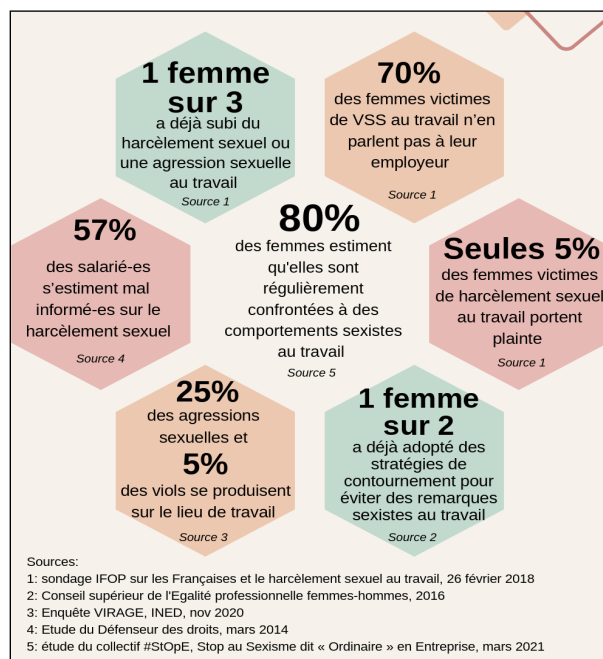 1 femme
sur 3
a déjà subi du
harcèlement sexuel ou
une agression sexuelle
au travail
Source 1
70%
des femmes victimes
de VSS au travail n'en
parlent pas à leur
employeur
Source 1
57%
des salarié-es
s'estiment mal
informé-es sur le
harcèlement sexuel
Source 4
80%
des femmes estiment
qu'elles sont
régulièrement
confrontées à des
comportements sexistes
au travail
Source 5
Seules 5%
des femmes victimes
de harcèlement sexuel
au travail portent
plainte
Source 1
25%
des agressions
sexuelles et
5%
des viols se produisent
sur le lieu de travail
Source 3
1 femme
sur 2
a déjà adopté des
stratégies de
contournement pour
éviter des remarques
sexistes au travail
Source 2
Sources:
1: sondage IFOP sur les Françaises et le harcèlement sexuel au travail, 26 février 2018
2: Conseil supérieur de l'Egalité professionnelle femmes-hommes, 2016
3: Enquête VIRAGE, INED, nov 2020
4: Etude du Défenseur des droits, mars 2014
5: étude du collectif #StOpE, Stop au Sexisme dit « Ordinaire » en Entreprise, mars 2021